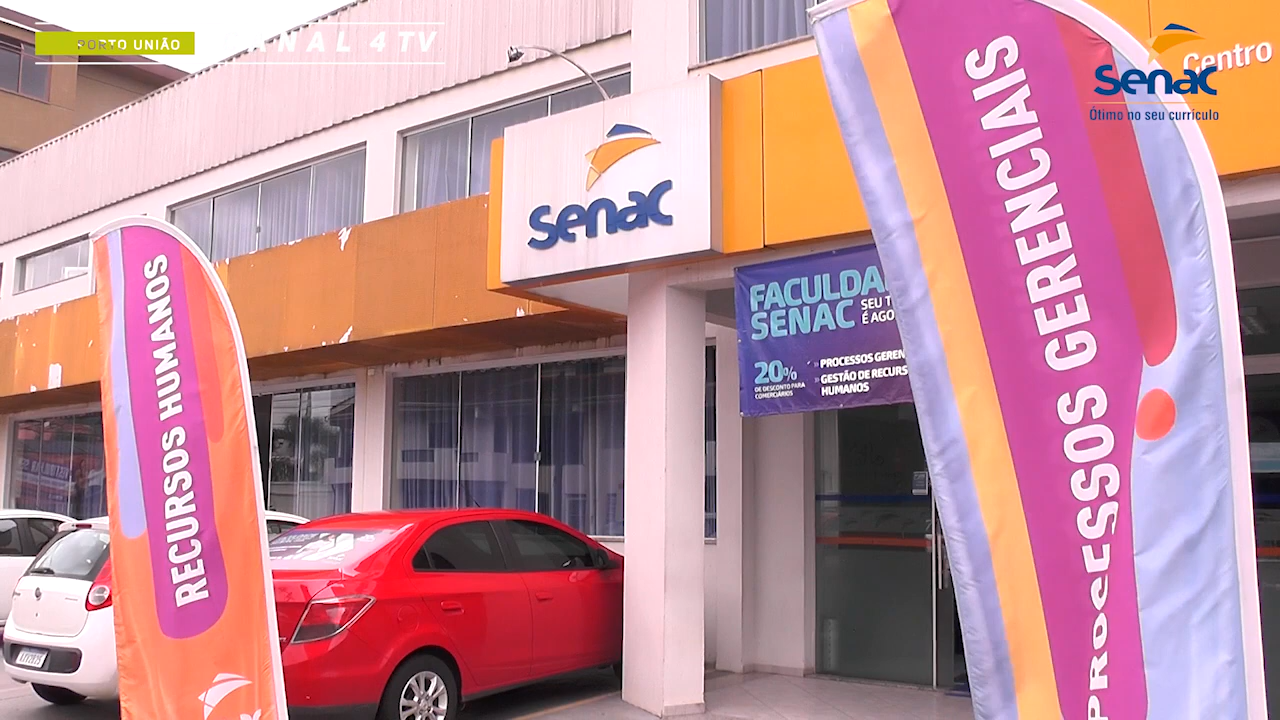 PORTO UNIÃO
CANAL 4 TV
Senac
Ótimo no seu currículo
Centro
Senac
FACULDA
SENAC
SEU T
É AGO
20%
DE DESCONTO PARA
COMERCIÁRIOS
» PROCESSOS GEREN
» GESTÃO DE RECURS
HUMANOS
RECURSOS HUMANOS
PROCESSOS GERENCIAIS